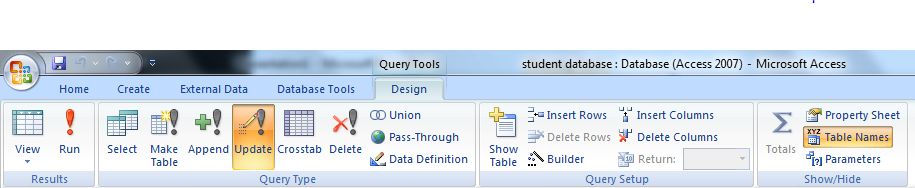 Query Tools
student database : Database (Access 2007) - Microsoft Access
Home Create External Data Database Tools Design
View
Run
Results
Select
Make
Table
Append
Update
Crosstab
Delete
Union
Pass-Through
Data Definition
Query Type
Show
Table
Insert Rows
Delete Rows
Builder
Insert Columns
Delete Columns
Return:
Query Setup
Σ
Totals
Property Sheet
XYZ
Table Names
[?]
Parameters
Show/Hide